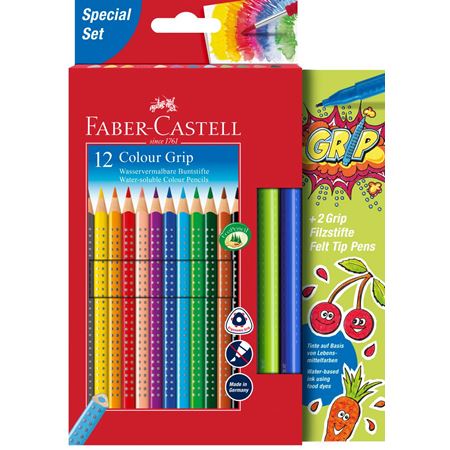 Special
Set
FABER-CASTELL
since 1761
12 Colour Grip
Wasservermalbare Buntstifte
Water-soluble Colour Pencils
GRIP
+ 2 Grip
Filzstifte
Felt Tip Pens
EcoPencil
Tinte auf Basis
von Lebens-
mittelfarben
Water-based
ink using
food dyes
Made in
Germany